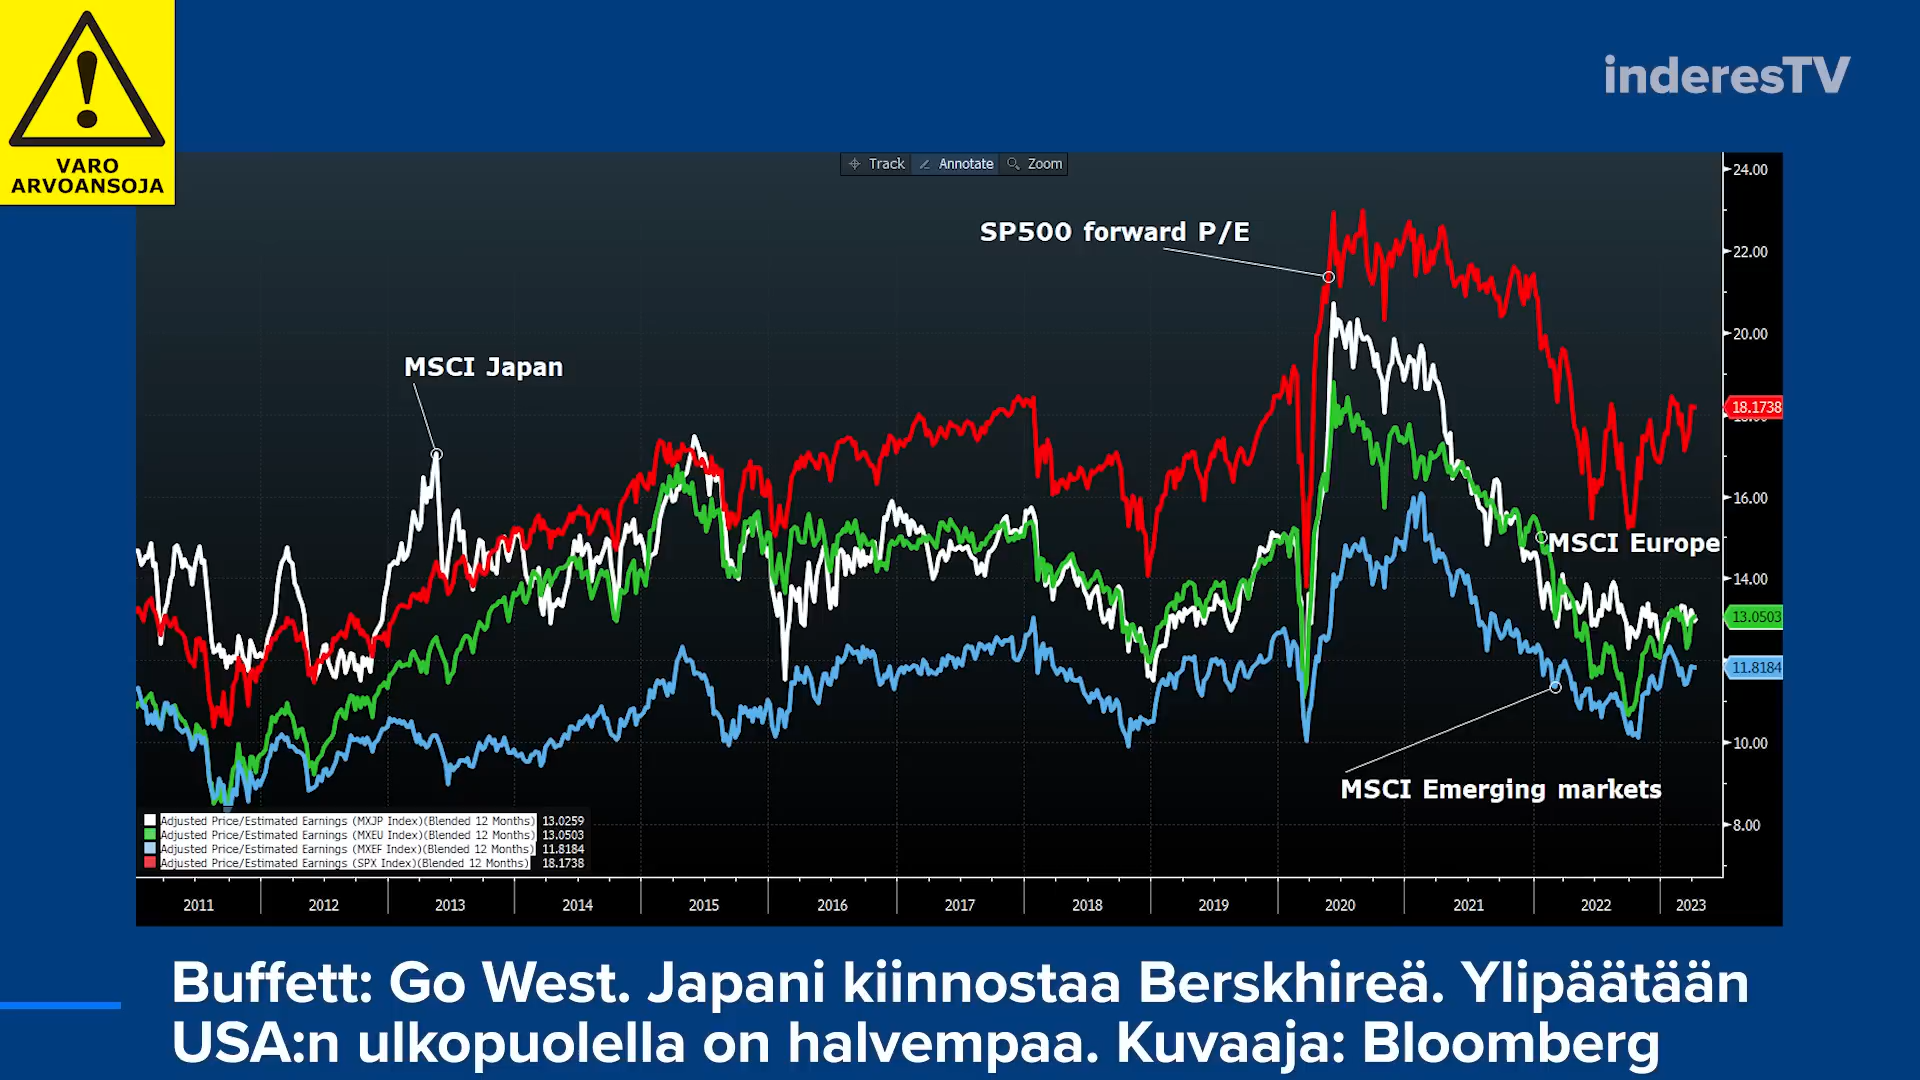 VARO
ARVOANSOJA
inderesTV
Track Annotate Zoom
24.00
SP500 forward P/E
22.00
20.00
MSCI Japan
18.1738
16.00
MSCI Europe
14.00
13.0503
11.8184
10.00
MSCI Emerging markets
8.00
Adjusted Price/Estimated Earnings (MXJP Index)(Blended 12 Months) 13.0259
Adjusted Price/Estimated Earnings (MXEU Index)(Blended 12 Months) 13.0503
Adjusted Price/Estimated Earnings (MXEF Index)(Blended 12 Months) 11.8184
Adjusted Price/Estimated Earnings (SPX Index)(Blended 12 Months) 18.1738
2011 2012 2013 2014 2015 2016 2017 2018 2019 2020 2021 2022 2023
Buffett: Go West. Japani kiinnostaa Berskhireä. Ylipäätään
USA:n ulkopuolella on halvempaa. Kuvaaja: Bloomberg